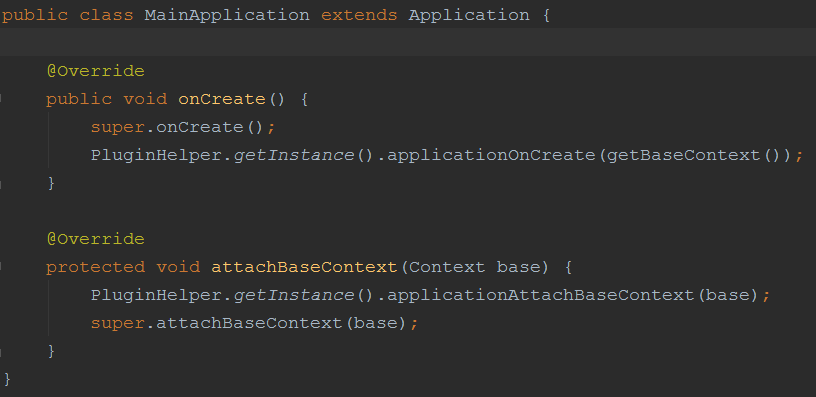 public class MainApplication extends Application {
@Override
public void onCreate() {
super.onCreate();
PluginHelper.getInstance().applicationOnCreate(getBaseContext());
}
@Override
protected void attachBaseContext(Context base) {
PluginHelper.getInstance().applicationAttachBaseContext(base);
super.attachBaseContext(base);
}
}